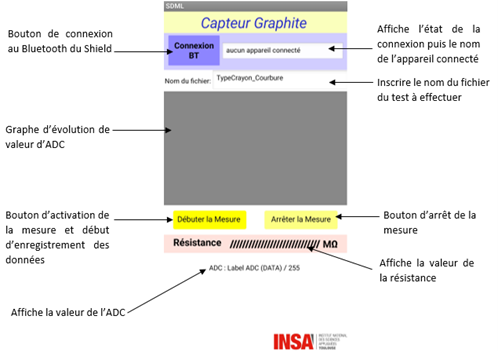 SDML
Capteur Graphite
Bouton de connexion
au Bluetooth du Shield
Connexion
BT
aucun appareil connecté
Affiche l'état de la
connexion puis le nom
de l'appareil connecté
Nom du fichier:
TypeCrayon_Courbure
Inscrire le nom du fichier
du test à effectuer
Graphe d'évolution de
valeur d'ADC
Bouton d'activation de
la mesure et début
d'enregistrement des
données
Débuter la Mesure
Arrêter la Mesure
Bouton d'arrêt de la
mesure
Résistance
//////////////////////////// MΩ
Affiche la valeur de
la résistance
ADC : Label ADC (DATA) / 255
Affiche la valeur de l'ADC
INSA
INSTITUT NATIONAL
DES SCIENCES
APPLIQUÉES
TOULOUSE